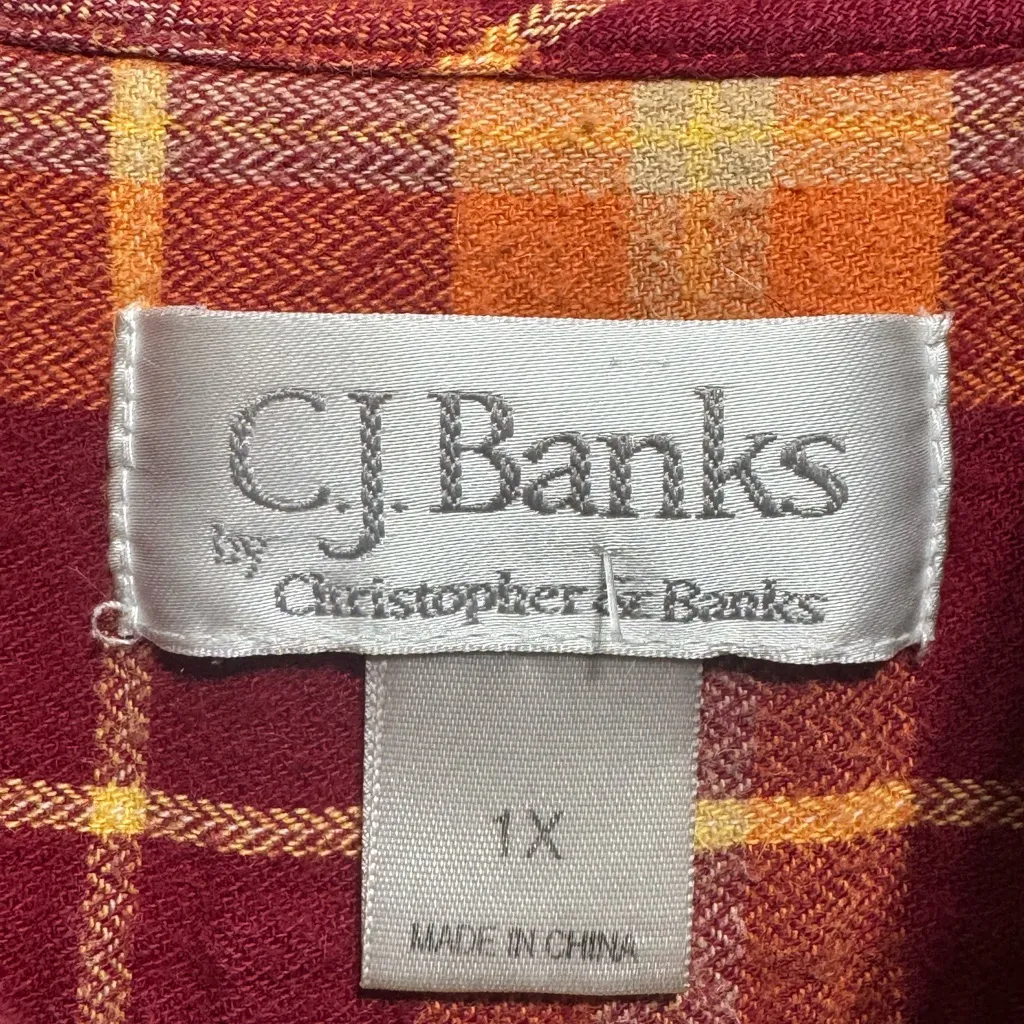 C.J. Banks
by
Christopher & Banks
1X
MADE IN CHINA